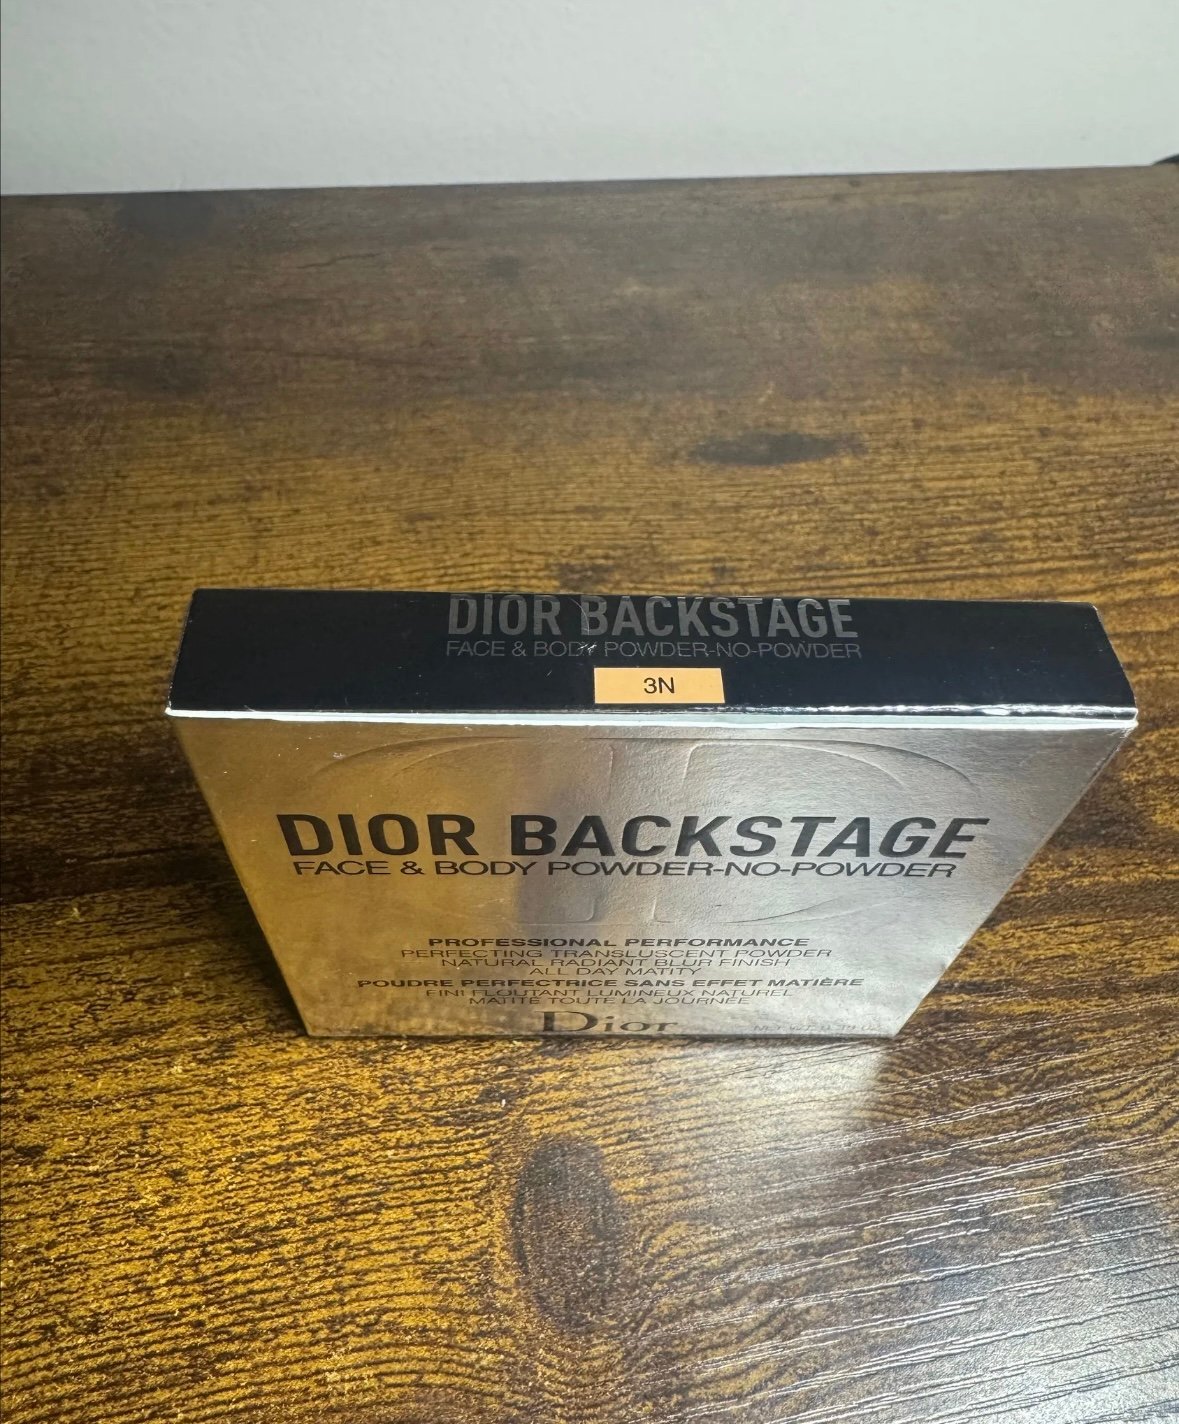 DIOR BACKSTAGE
FACE & BODY POWDER-NO-POWDER
3N
DIOR BACKSTAGE
FACE & BODY POWDER-NO-POWDER
PROFESSIONAL PERFORMANCE
PERFECTING TRANSLUSCENT POWDER
NATURAL RADIANT BLUR FINISH
ALL DAY MATITY
POUDRE PERFECTRICE SANS EFFET MATIÈRE
FINI FLOUTANT LUMINEUX NATUREL
MATITÉ TOUTE LA JOURNÉE
Dior
NET WT.